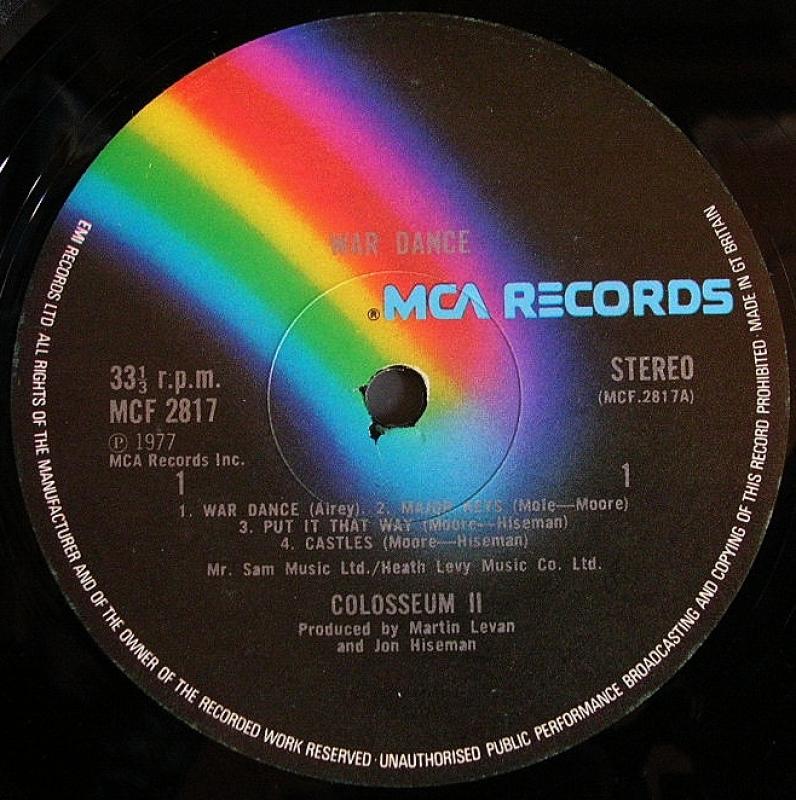 WAR DANCE
® MCA RECORDS
33⅓ r.p.m.
MCF 2817
℗ 1977
MCA Records Inc.
1
STEREO
(MCF.2817A)
1
1. WAR DANCE (Airey). 2. MAJOR KEYS (Mole—Moore)
3. PUT IT THAT WAY (Moore—Hiseman)
4. CASTLES (Moore—Hiseman)
Mr. Sam Music Ltd./Heath Levy Music Co. Ltd.
COLOSSEUM II
Produced by Martin Levan
and Jon Hiseman
EMI RECORDS LTD ALL RIGHTS OF THE MANUFACTURER AND OF THE OWNER OF THE RECORDED WORK RESERVED · UNAUTHORISED PUBLIC PERFORMANCE BROADCASTING AND COPYING OF THIS RECORD PROHIBITED · MADE IN GT BRITAIN